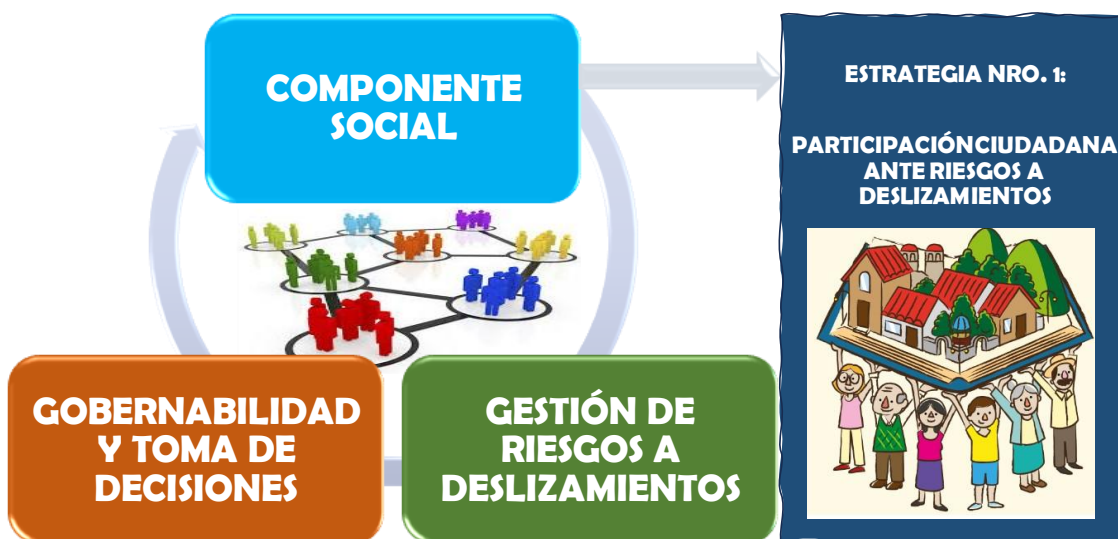 COMPONENTE
SOCIAL
GOBERNABILIDAD
Y TOMA DE
DECISIONES
GESTIÓN DE
RIESGOS A
DESLIZAMIENTOS
ESTRATEGIA NRO. 1:
PARTICIPACIÓNCIUDADANA
ANTE RIESGOS A
DESLIZAMIENTOS